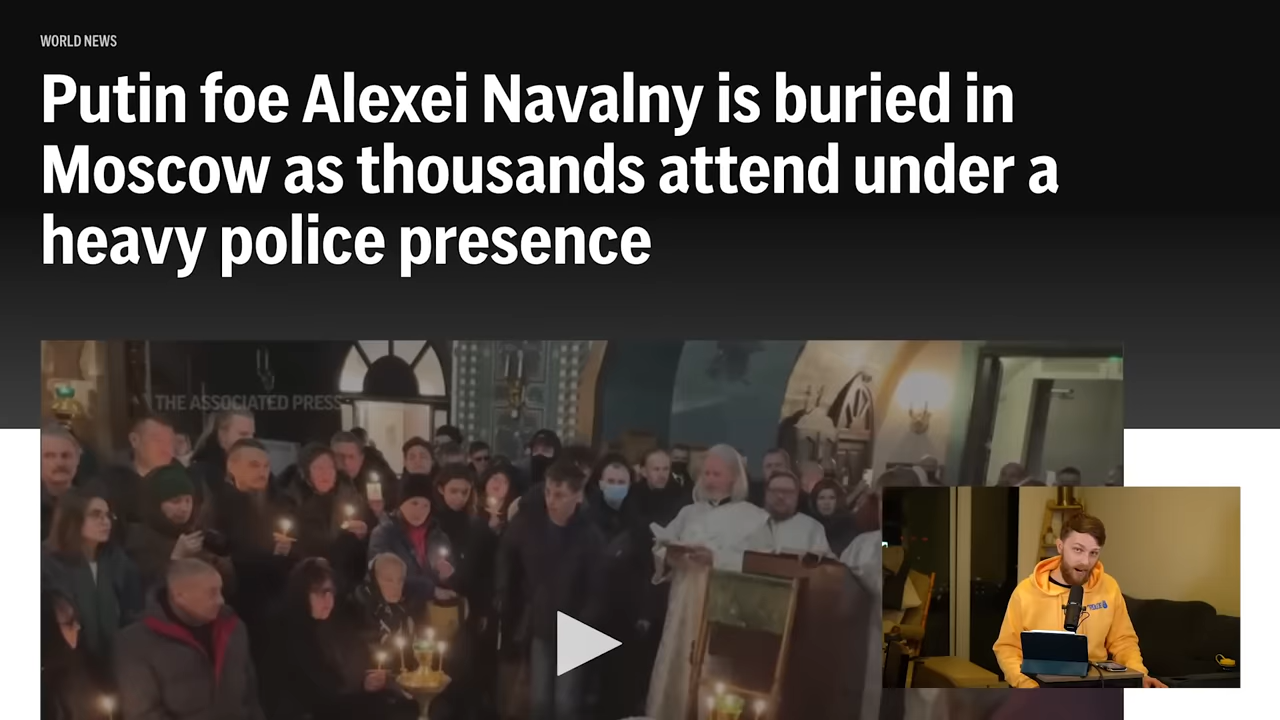 WORLD NEWS
Putin foe Alexei Navalny is buried in
Moscow as thousands attend under a
heavy police presence
THE ASSOCIATED PRESS